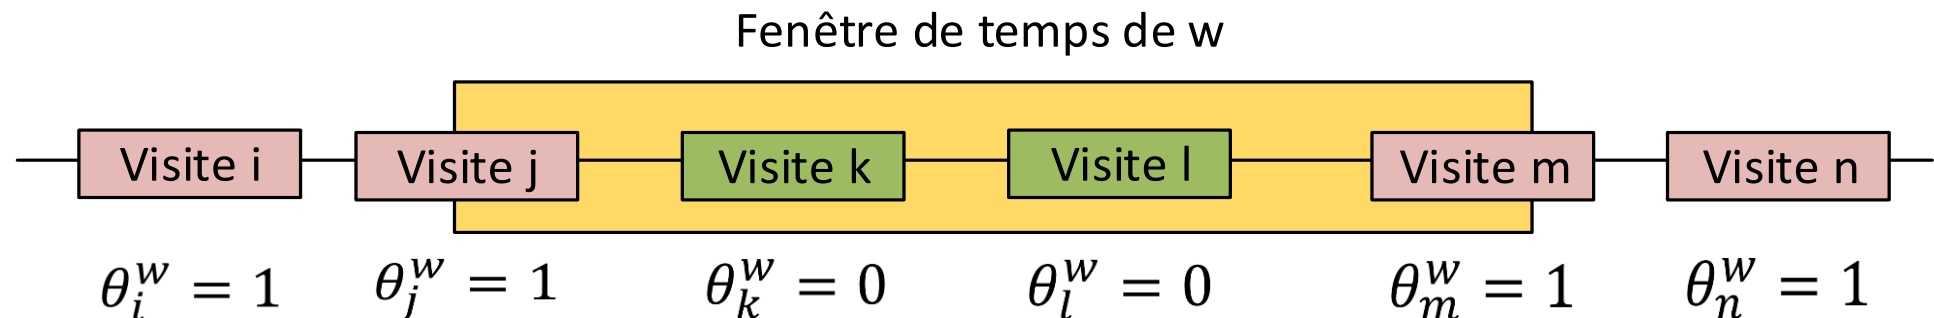 Fenêtre de temps de w
Visite i Visite j Visite k Visite l Visite m Visite n
θ_i^w = 1 θ_j^w = 1 θ_k^w = 0 θ_l^w = 0 θ_m^w = 1 θ_n^w = 1